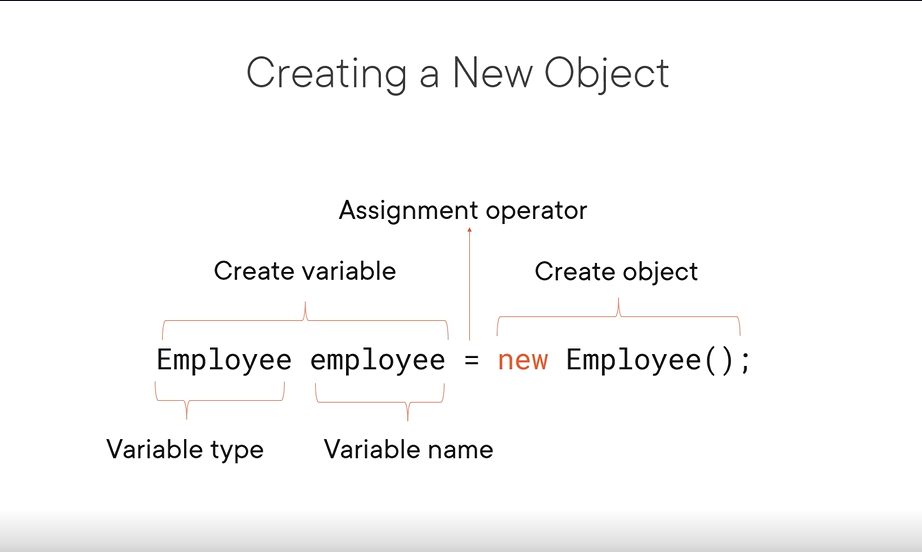 Creating a New Object
Assignment operator
Create variable
Create object
Employee employee = new Employee();
Variable type
Variable name